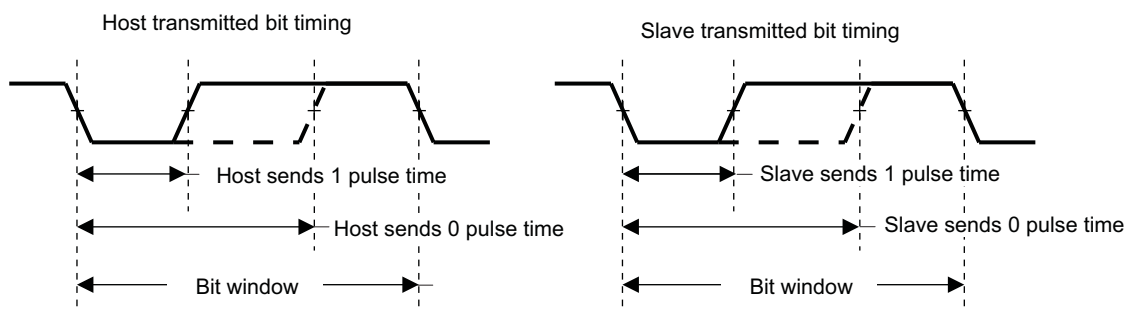 Host transmitted bit timing
Host sends 1 pulse time
Host sends 0 pulse time
Bit window
Slave transmitted bit timing
Slave sends 1 pulse time
Slave sends 0 pulse time
Bit window